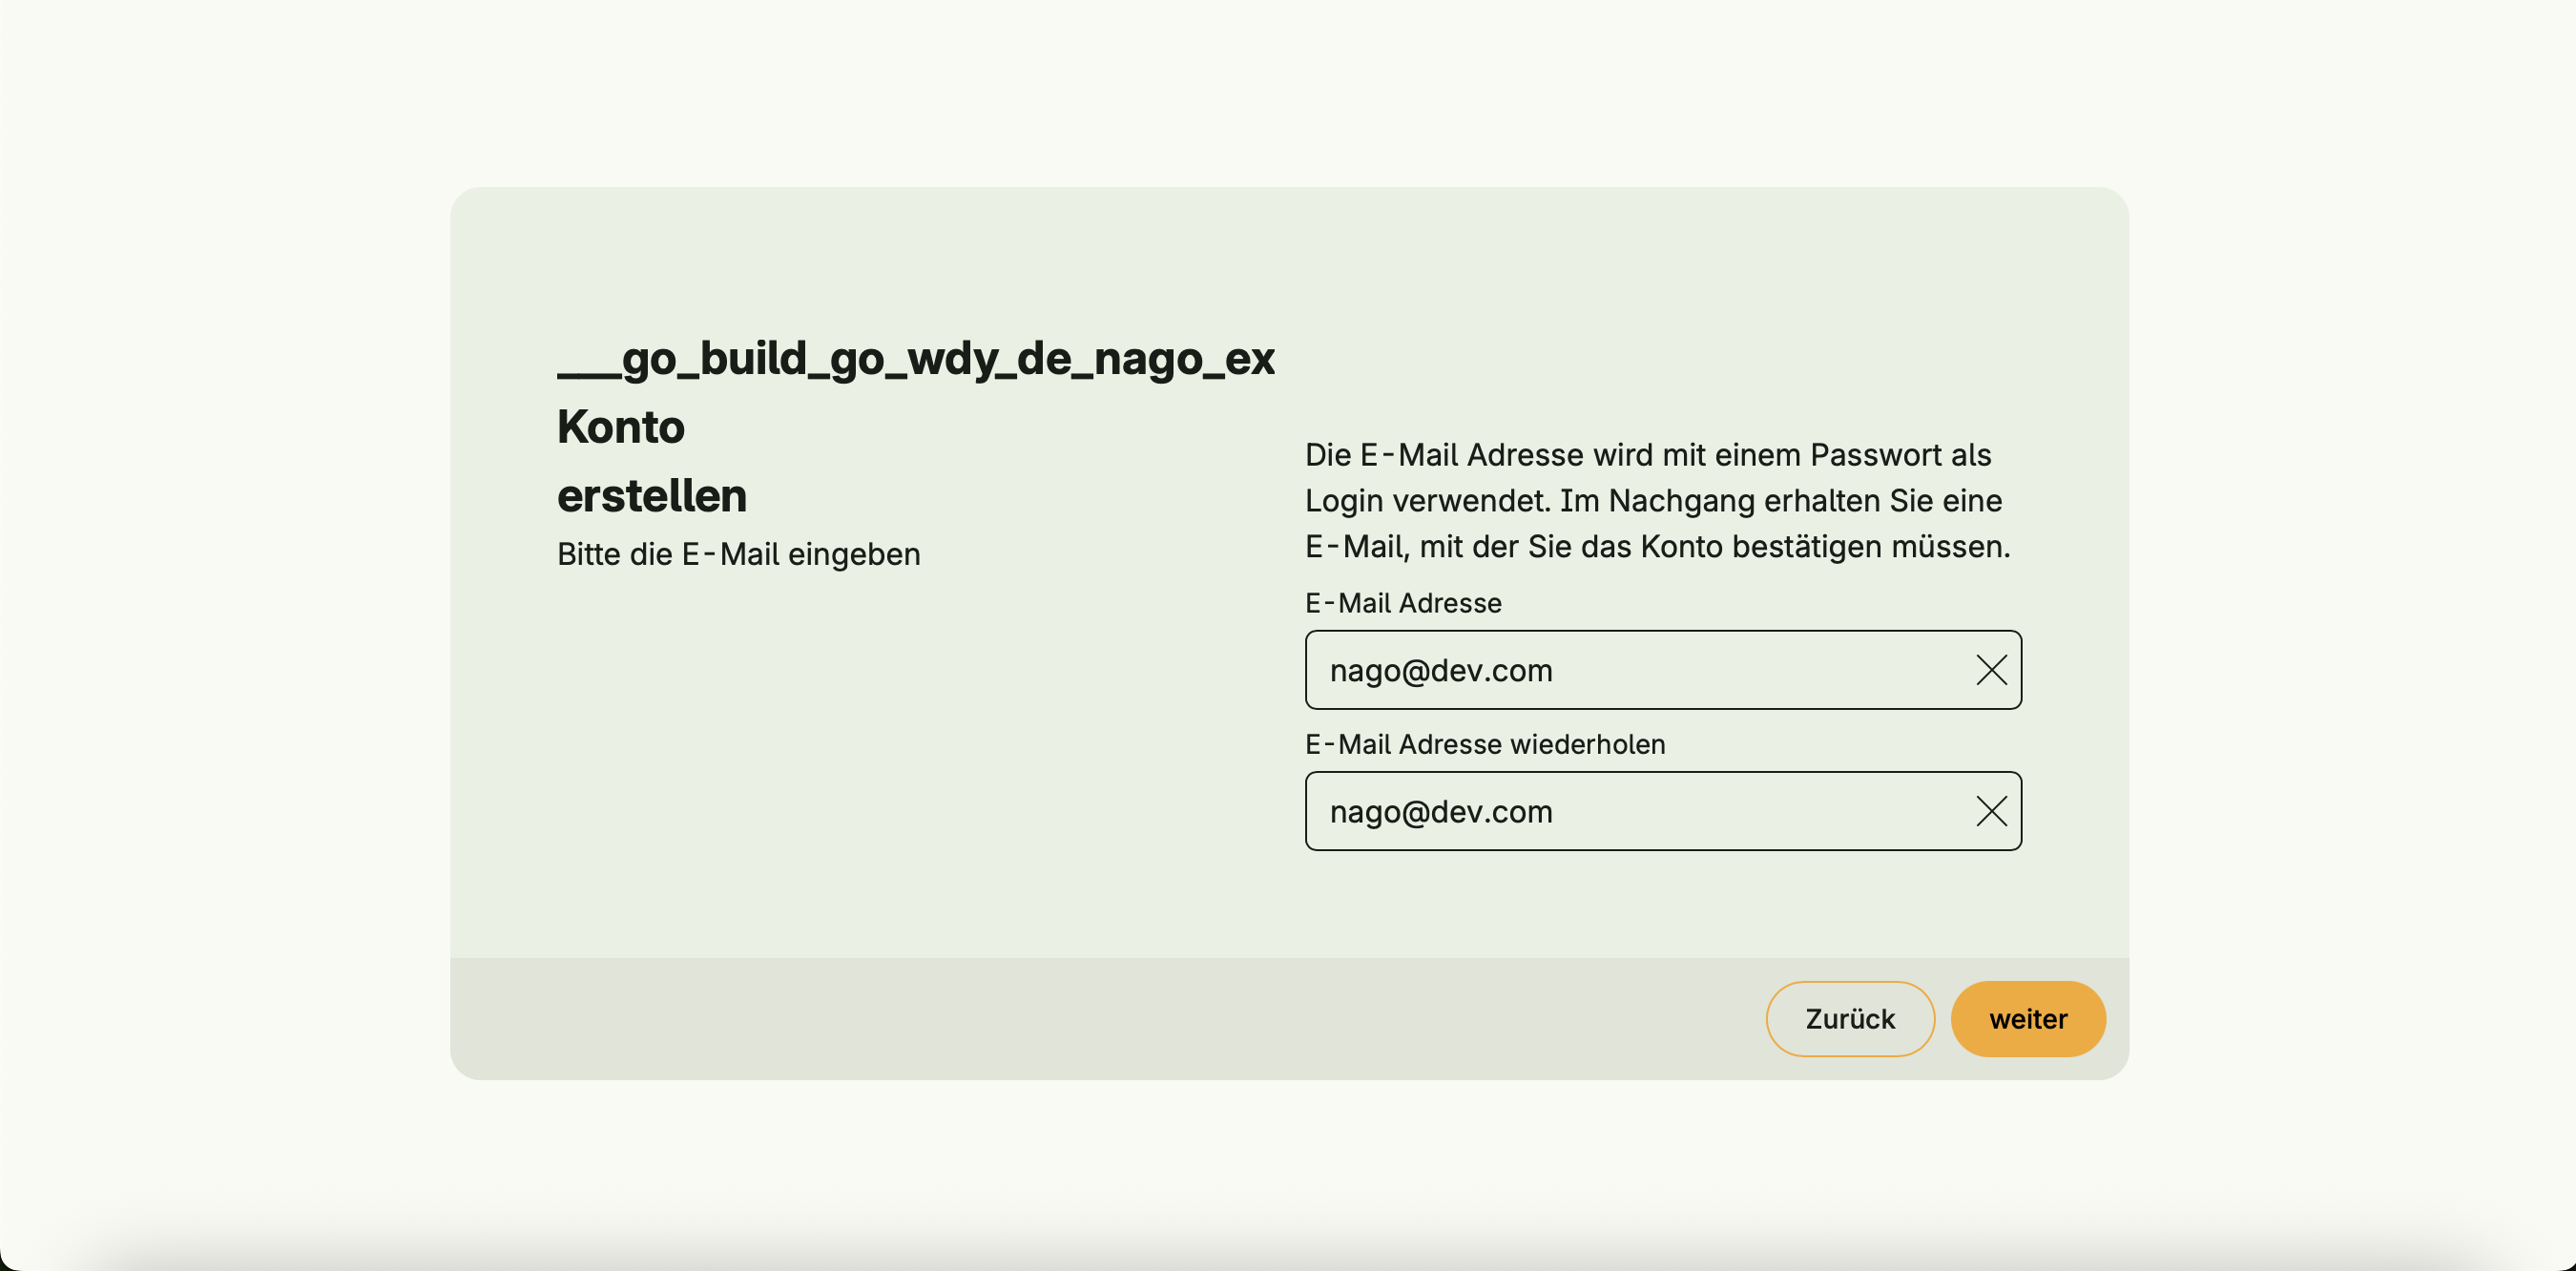 ___go_build_go_wdy_de_nago_ex
Konto
erstellen
Bitte die E-Mail eingeben
Die E-Mail Adresse wird mit einem Passwort als
Login verwendet. Im Nachgang erhalten Sie eine
E-Mail, mit der Sie das Konto bestätigen müssen.
E-Mail Adresse
nago@dev.com
E-Mail Adresse wiederholen
nago@dev.com
Zurück
weiter